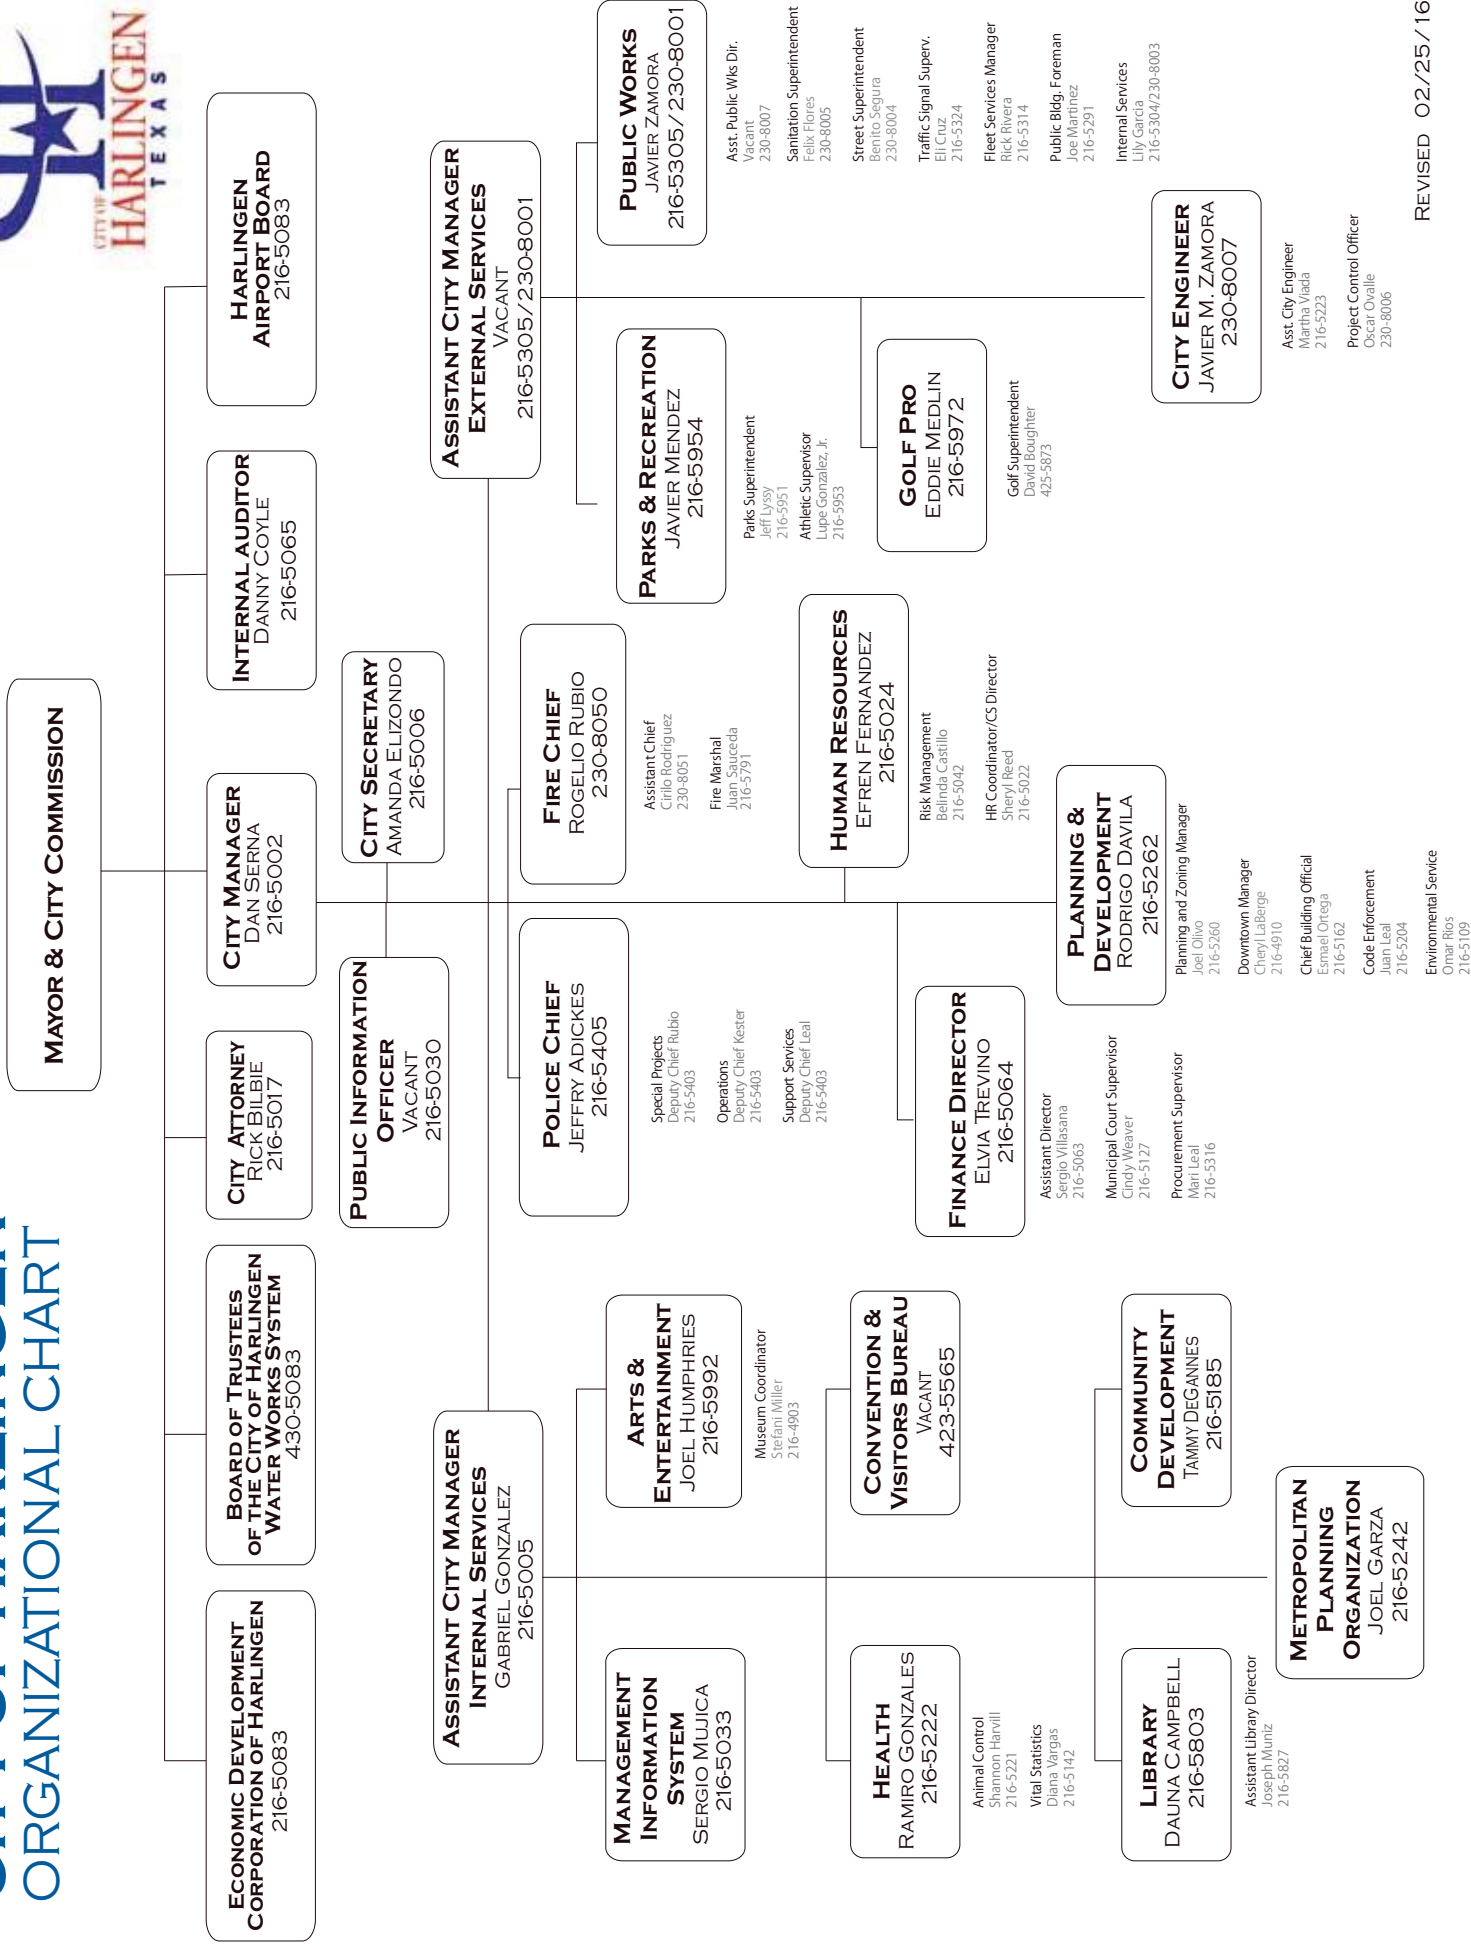 CITY OF HARLINGEN
ORGANIZATIONAL CHART
CITY OF
HARLINGEN
TEXAS
MAYOR & CITY COMMISSION
ECONOMIC DEVELOPMENT
CORPORATION OF HARLINGEN
216-5083
BOARD OF TRUSTEES
OF THE CITY OF HARLINGEN
WATER WORKS SYSTEM
430-5083
CITY ATTORNEY
RICK BILBIE
216-5017
CITY MANAGER
DAN SERNA
216-5002
INTERNAL AUDITOR
DANNY COYLE
216-5065
HARLINGEN
AIRPORT BOARD
216-5083
PUBLIC INFORMATION
OFFICER
VACANT
216-5030
CITY SECRETARY
AMANDA ELIZONDO
216-5006
ASSISTANT CITY MANAGER
INTERNAL SERVICES
GABRIEL GONZALEZ
216-5005
ASSISTANT CITY MANAGER
EXTERNAL SERVICES
VACANT
216-5305/230-8001
MANAGEMENT
INFORMATION
SYSTEM
SERGIO MUJICA
216-5033
ARTS &
ENTERTAINMENT
JOEL HUMPHRIES
216-5992
Museum Coordinator
Stefani Miller
216-4903
HEALTH
RAMIRO GONZALES
216-5222
Animal Control
Shannon Harvill
216-5221
Vital Statistics
Diana Vargas
216-5142
CONVENTION &
VISITORS BUREAU
VACANT
423-5565
LIBRARY
DAUNA CAMPBELL
216-5803
Assistant Library Director
Joseph Muniz
216-5827
COMMUNITY
DEVELOPMENT
TAMMY DEGANNES
216-5185
METROPOLITAN
PLANNING
ORGANIZATION
JOEL GARZA
216-5242
POLICE CHIEF
JEFFRY ADICKES
216-5405
Special Projects
Deputy Chief Rubio
216-5403
Operations
Deputy Chief Kester
216-5403
Support Services
Deputy Chief Leal
216-5403
FIRE CHIEF
ROGELIO RUBIO
230-8050
Assistant Chief
Cirilo Rodriguez
230-8051
Fire Marshal
Juan Sauceda
216-5791
HUMAN RESOURCES
EFREN FERNANDEZ
216-5024
Risk Management
Belinda Castillo
216-5042
HR Coordinator/CS Director
Sheryl Reed
216-5022
FINANCE DIRECTOR
ELVIA TREVINO
216-5064
Assistant Director
Sergio Villasana
216-5063
Municipal Court Supervisor
Cindy Weaver
216-5127
Procurement Supervisor
Mari Leal
216-5316
PLANNING &
DEVELOPMENT
RODRIGO DAVILA
216-5262
Planning and Zoning Manager
Joel Olivo
216-5260
Downtown Manager
Cheryl LaBerge
216-4910
Chief Building Official
Esmael Ortega
216-5162
Code Enforcement
Juan Leal
216-5204
Environmental Service
Omar Rios
216-5109
PARKS & RECREATION
JAVIER MENDEZ
216-5954
Parks Superintendent
Jeff Lyssy
216-5951
Athletic Supervisor
Lupe Gonzalez, Jr.
216-5953
PUBLIC WORKS
JAVIER ZAMORA
216-5305/230-8001
Asst. Public Wks Dir.
Vacant
230-8007
Sanitation Superintendent
Felix Flores
230-8005
Street Superintendent
Benito Segura
230-8004
Traffic Signal Superv.
Eli Cruz
216-5324
Fleet Services Manager
Rick Rivera
216-5314
Public Bldg. Foreman
Joe Martinez
216-5291
Internal Services
Lily Garcia
216-5304/230-8003
GOLF PRO
EDDIE MEDLIN
216-5972
Golf Superintendent
David Boughter
425-5873
CITY ENGINEER
JAVIER M. ZAMORA
230-8007
Asst. City Engineer
Martha Viada
216-5223
Project Control Officer
Oscar Ovalle
230-8006
REVISED 02/25/16